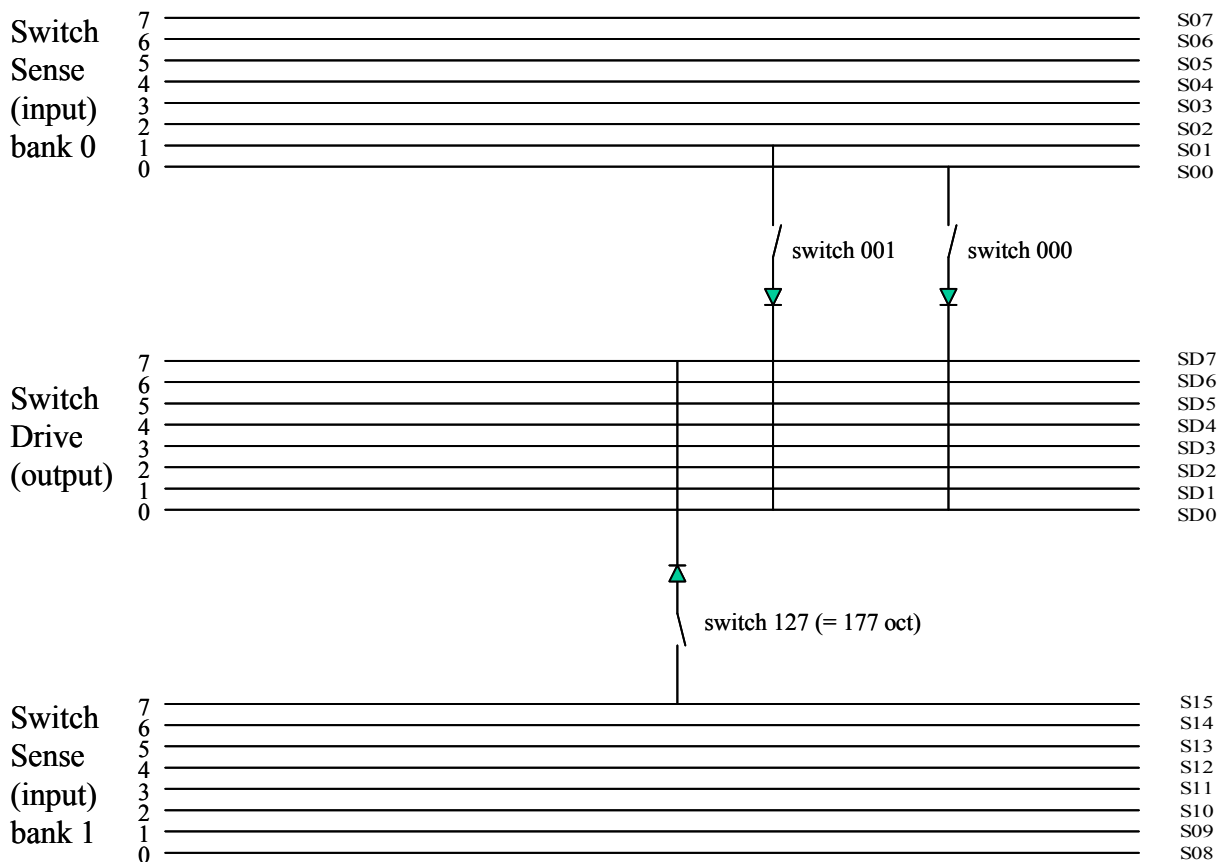 Switch
Sense
(input)
bank 0
7
6
5
4
3
2
1
0
S07
S06
S05
S04
S03
S02
S01
S00
switch 001
switch 000
Switch
Drive
(output)
7
6
5
4
3
2
1
0
SD7
SD6
SD5
SD4
SD3
SD2
SD1
SD0
switch 127 (= 177 oct)
Switch
Sense
(input)
bank 1
7
6
5
4
3
2
1
0
S15
S14
S13
S12
S11
S10
S09
S08